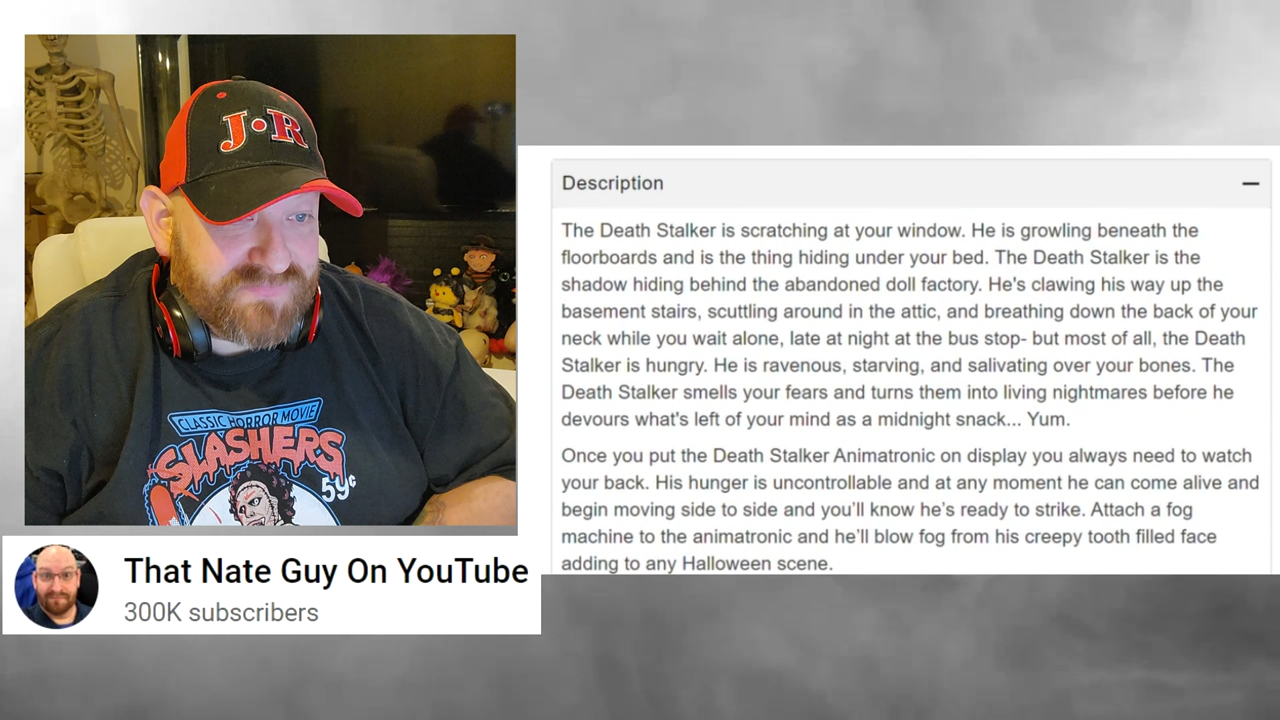 J•R
CLASSIC HORROR MOVIE
SLASHERS
59¢
That Nate Guy On YouTube
300K subscribers
Description
The Death Stalker is scratching at your window. He is growling beneath the
floorboards and is the thing hiding under your bed. The Death Stalker is the
shadow hiding behind the abandoned doll factory. He's clawing his way up the
basement stairs, scuttling around in the attic, and breathing down the back of your
neck while you wait alone, late at night at the bus stop- but most of all, the Death
Stalker is hungry. He is ravenous, starving, and salivating over your bones. The
Death Stalker smells your fears and turns them into living nightmares before he
devours what's left of your mind as a midnight snack... Yum.
Once you put the Death Stalker Animatronic on display you always need to watch
your back. His hunger is uncontrollable and at any moment he can come alive and
begin moving side to side and you'll know he's ready to strike. Attach a fog
machine to the animatronic and he'll blow fog from his creepy tooth filled face
adding to any Halloween scene.